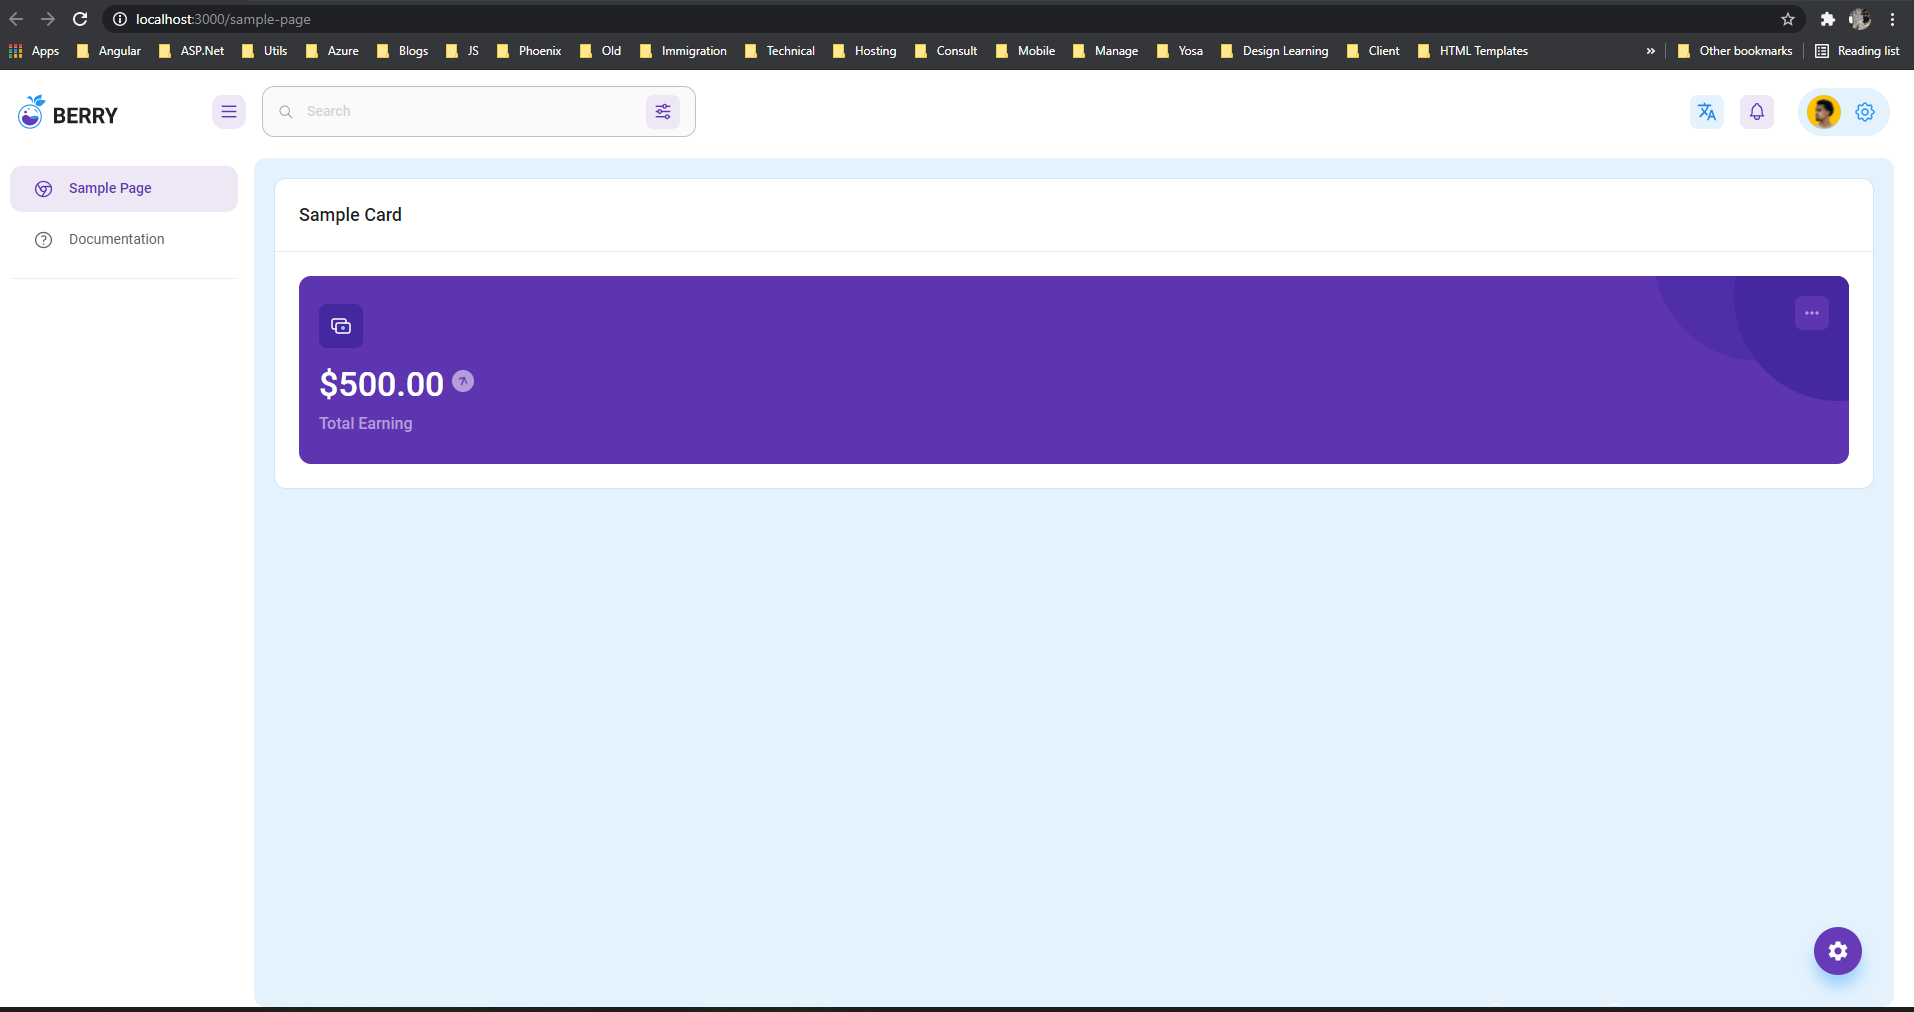 localhost:3000/sample-page
Apps Angular ASP.Net Utils Azure Blogs JS Phoenix Old Immigration Technical Hosting Consult Mobile Manage Yosa Design Learning Client HTML Templates » Other bookmarks Reading list
BERRY
Search
Sample Page
Documentation
Sample Card
$500.00
Total Earning